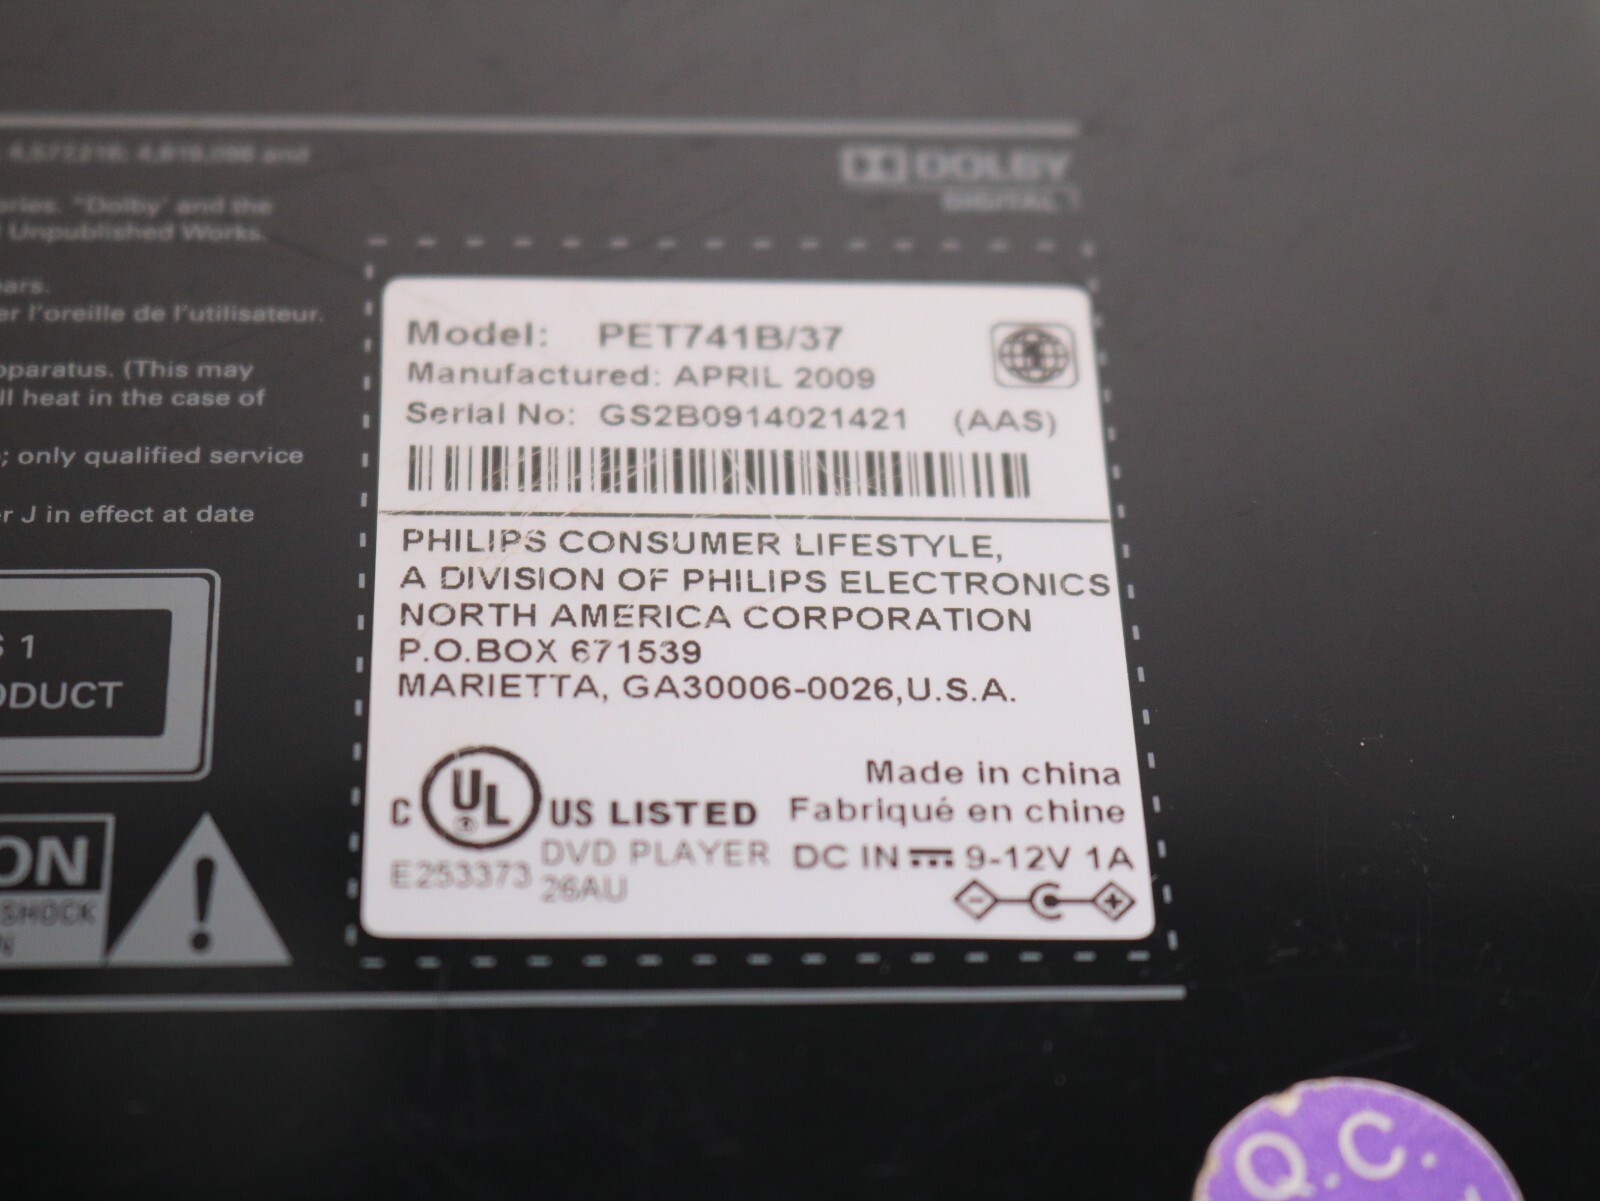 4,577,216; 4,819,098 and
DOLBY
DIGITAL
ories. "Dolby' and the
Unpublished Works.
ears.
er l'oreille de l'utilisateur.
pparatus. (This may
ll heat in the case of
; only qualified service
r J in effect at date
S 1
ODUCT
ON
SHOCK
N
Model: PET741B/37
Manufactured: APRIL 2009
Serial No: GS2B0914021421 (AAS)
PHILIPS CONSUMER LIFESTYLE,
A DIVISION OF PHILIPS ELECTRONICS
NORTH AMERICA CORPORATION
P.O.BOX 671539
MARIETTA, GA30006-0026,U.S.A.
Made in china
Fabriqué en chine
C UL ® US LISTED
DVD PLAYER
E253373 26AU
DC IN 9-12V 1A
Q.C.